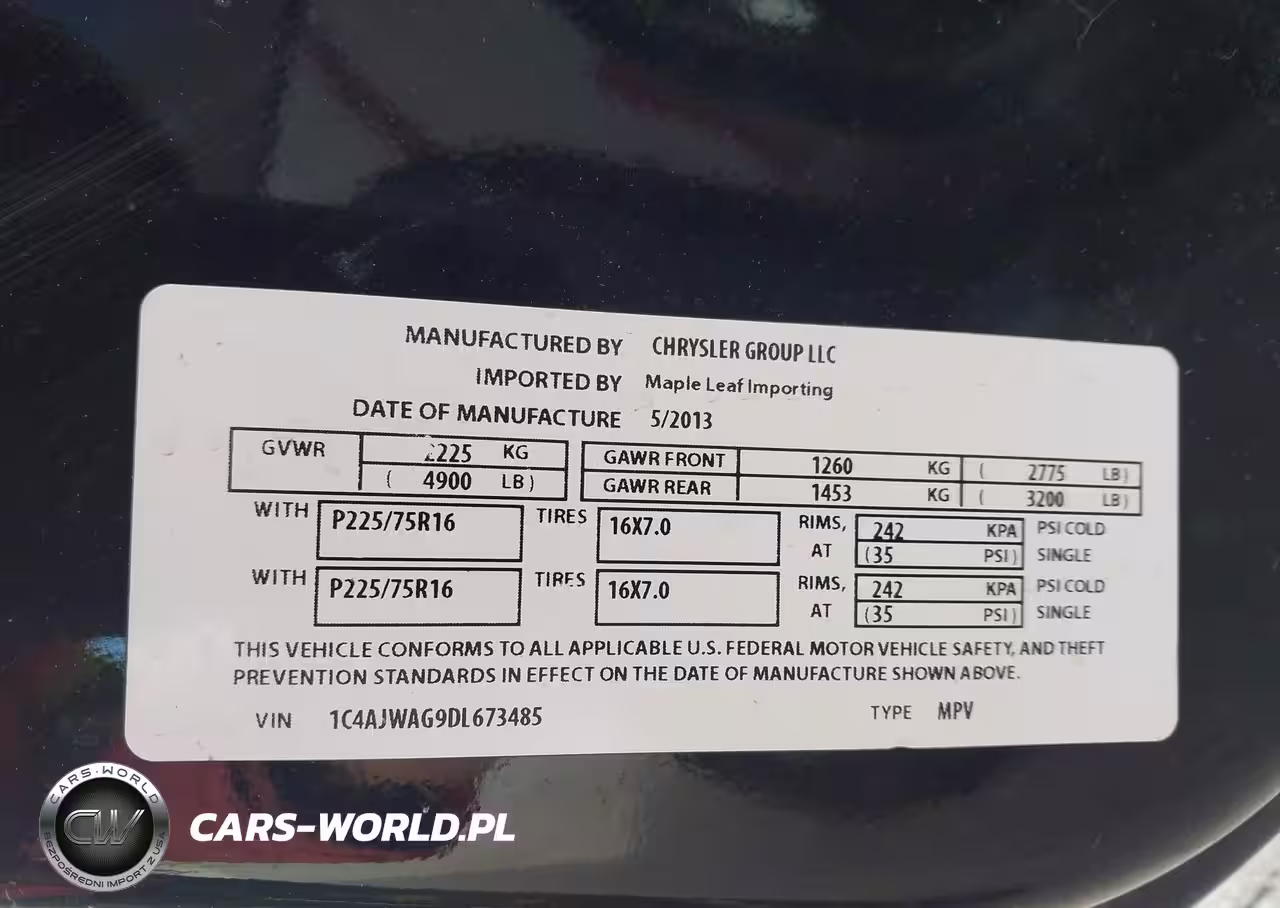 MANUFACTURED BY CHRYSLER GROUP LLC
IMPORTED BY Maple Leaf Importing
DATE OF MANUFACTURE 5/2013
GVWR 2225 KG GAWR FRONT 1260 KG ( 2775 LB)
( 4900 LB) GAWR REAR 1453 KG ( 3200 LB)
WITH P225/75R16 TIRES 16X7.0 RIMS, 242 KPA PSI COLD
AT (35 PSI) SINGLE
WITH P225/75R16 TIRES 16X7.0 RIMS, 242 KPA PSI COLD
AT (35 PSI) SINGLE
THIS VEHICLE CONFORMS TO ALL APPLICABLE U.S. FEDERAL MOTOR VEHICLE SAFETY, AND THEFT
PREVENTION STANDARDS IN EFFECT ON THE DATE OF MANUFACTURE SHOWN ABOVE.
VIN 1C4AJWAG9DL673485 TYPE MPV
CARS-WORLD
CW
BEZPOŚREDNI IMPORT Z USA
CARS-WORLD.PL